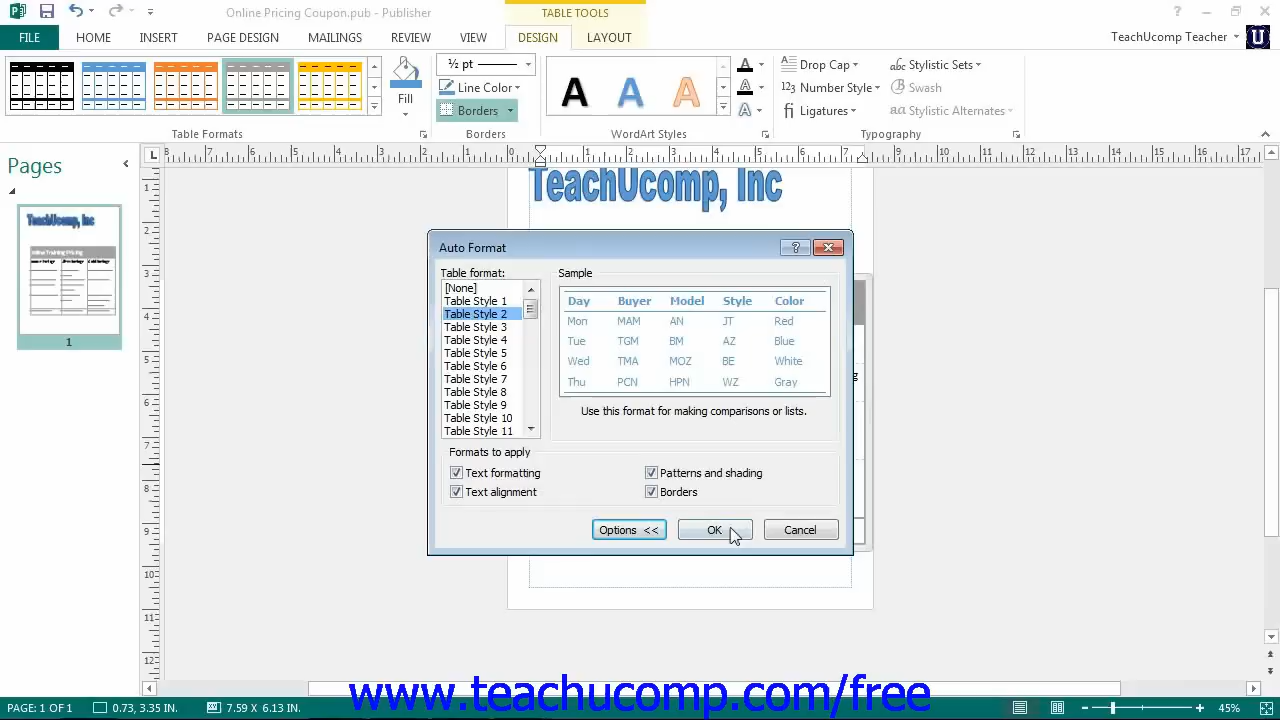 Online Pricing Coupon.pub - Publisher
TABLE TOOLS
FILE HOME INSERT PAGE DESIGN MAILINGS REVIEW VIEW DESIGN LAYOUT
TeachUcomp Teacher
U
½ pt
Line Color
Borders
Fill
A A A
Drop Cap
Number Style
Ligatures
Stylistic Sets
Swash
Stylistic Alternates
Table Formats
Borders
WordArt Styles
Typography
Pages
TeachUcomp, Inc
Online Training Pricing
1
TeachUcomp, Inc
Auto Format
Table format:
[None]
Table Style 1
Table Style 2
Table Style 3
Table Style 4
Table Style 5
Table Style 6
Table Style 7
Table Style 8
Table Style 9
Table Style 10
Table Style 11
Sample
Day Buyer Model Style Color
Mon MAM AN JT Red
Tue TGM BM AZ Blue
Wed TMA MOZ BE White
Thu PCN HPN WZ Gray
Use this format for making comparisons or lists.
Formats to apply
Text formatting
Patterns and shading
Text alignment
Borders
Options <<
OK
Cancel
www.teachucomp.com/free
PAGE: 1 OF 1
0.73, 3.35 IN.
7.59 x 6.13 IN.
45%